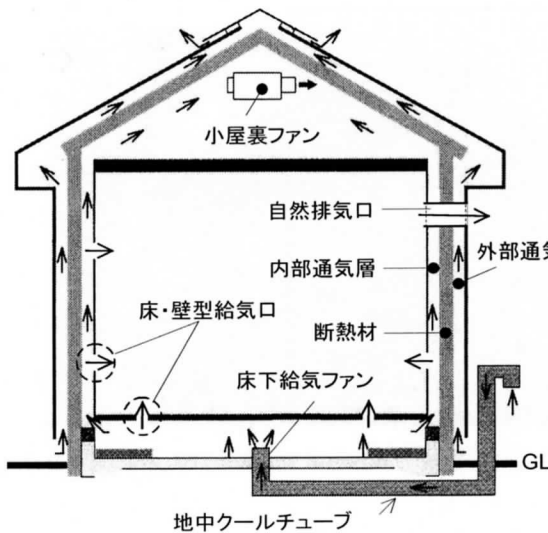 小屋裏ファン
自然排気口
内部通気層
外部通気
床・壁型給気口
断熱材
床下給気ファン
GL
地中クールチューブ